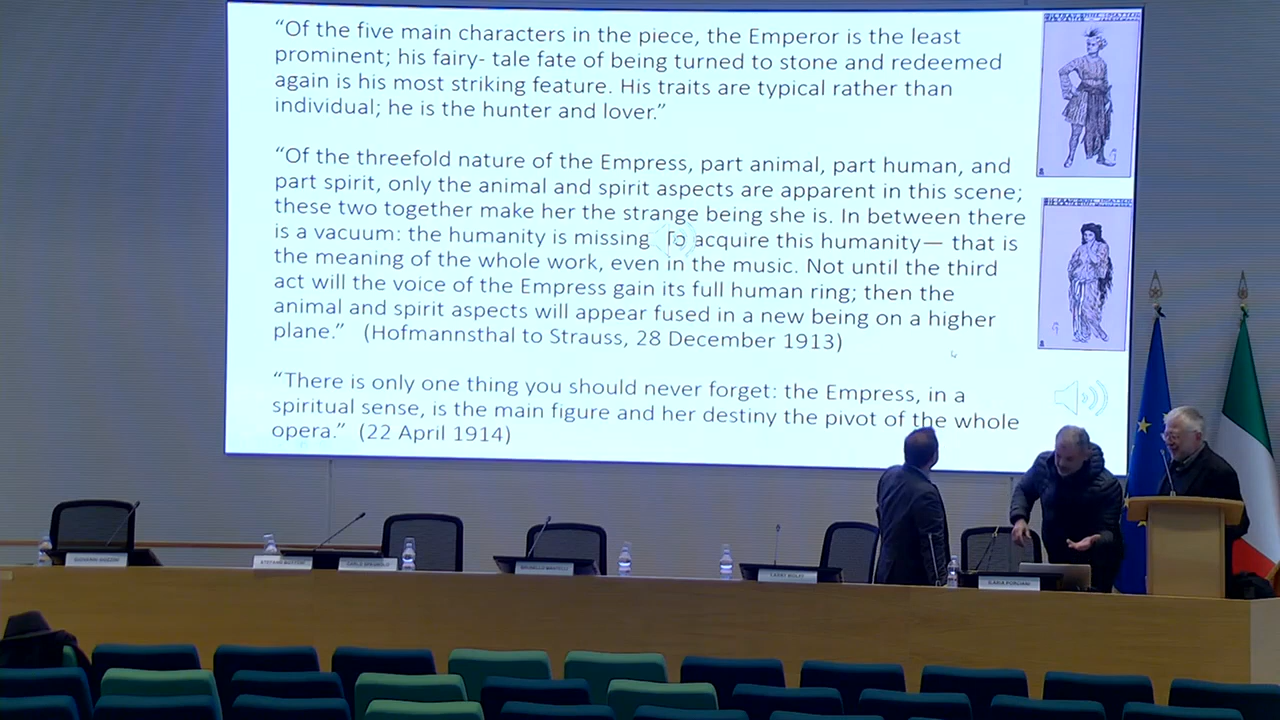 “Of the five main characters in the piece, the Emperor is the least
prominent; his fairy- tale fate of being turned to stone and redeemed
again is his most striking feature. His traits are typical rather than
individual; he is the hunter and lover.”
“Of the threefold nature of the Empress, part animal, part human, and
part spirit, only the animal and spirit aspects are apparent in this scene;
these two together make her the strange being she is. In between there
is a vacuum: the humanity is missing To acquire this humanity— that is
the meaning of the whole work, even in the music. Not until the third
act will the voice of the Empress gain its full human ring; then the
animal and spirit aspects will appear fused in a new being on a higher
plane.” (Hofmannsthal to Strauss, 28 December 1913)
“There is only one thing you should never forget: the Empress, in a
spiritual sense, is the main figure and her destiny the pivot of the whole
opera.” (22 April 1914)